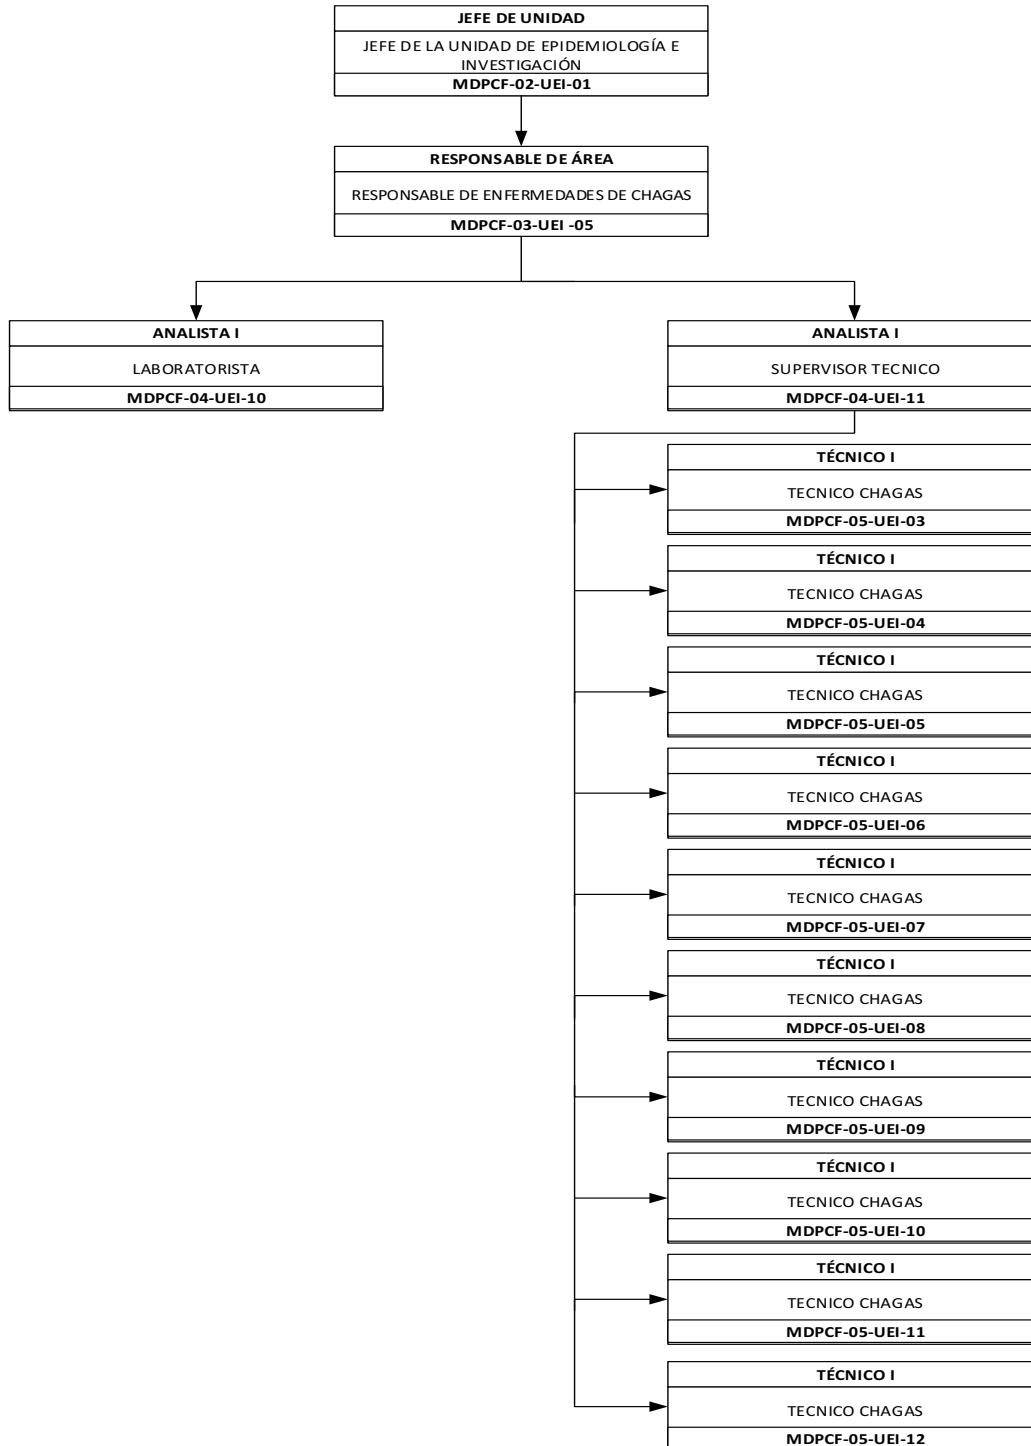 JEFE DE UNIDAD
JEFE DE LA UNIDAD DE EPIDEMIOLOGÍA E
INVESTIGACIÓN
MDPCF-02-UEI-01
RESPONSABLE DE ÁREA
RESPONSABLE DE ENFERMEDADES DE CHAGAS
MDPCF-03-UEI -05
ANALISTA I
LABORATORISTA
MDPCF-04-UEI-10
ANALISTA I
SUPERVISOR TECNICO
MDPCF-04-UEI-11
TÉCNICO I
TECNICO CHAGAS
MDPCF-05-UEI-03
TÉCNICO I
TECNICO CHAGAS
MDPCF-05-UEI-04
TÉCNICO I
TECNICO CHAGAS
MDPCF-05-UEI-05
TÉCNICO I
TECNICO CHAGAS
MDPCF-05-UEI-06
TÉCNICO I
TECNICO CHAGAS
MDPCF-05-UEI-07
TÉCNICO I
TECNICO CHAGAS
MDPCF-05-UEI-08
TÉCNICO I
TECNICO CHAGAS
MDPCF-05-UEI-09
TÉCNICO I
TECNICO CHAGAS
MDPCF-05-UEI-10
TÉCNICO I
TECNICO CHAGAS
MDPCF-05-UEI-11
TÉCNICO I
TECNICO CHAGAS
MDPCF-05-UEI-12